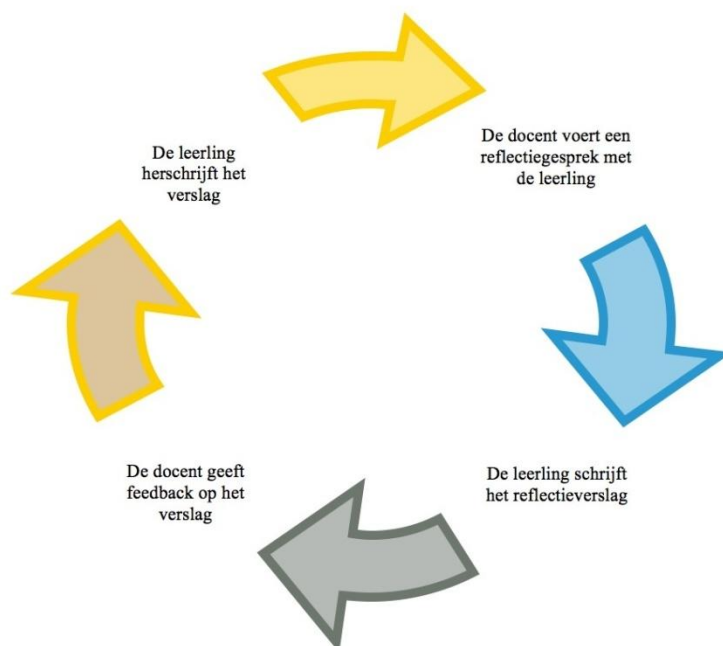 De leerling
herschrijft het
verslag
De docent voert een
reflectiegesprek met
de leerling
De leerling schrijft
het reflectieverslag
De docent geeft
feedback op het
verslag